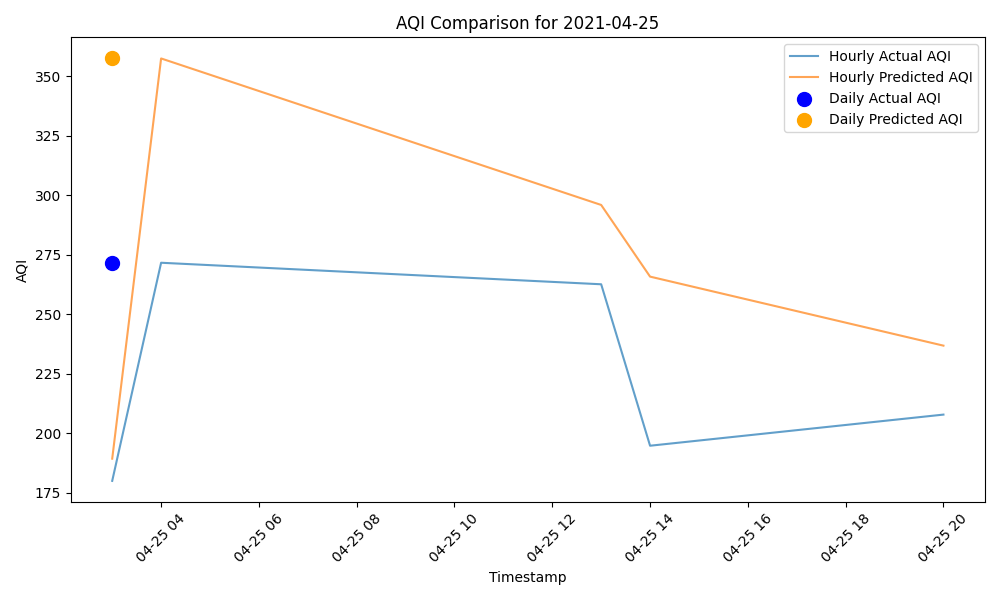 AQI Comparison for 2021-04-25
Hourly Actual AQI
Hourly Predicted AQI
Daily Actual AQI
Daily Predicted AQI
AQI
350
325
300
275
250
225
200
175
04-25 04
04-25 06
04-25 08
04-25 10
04-25 12
04-25 14
04-25 16
04-25 18
04-25 20
Timestamp